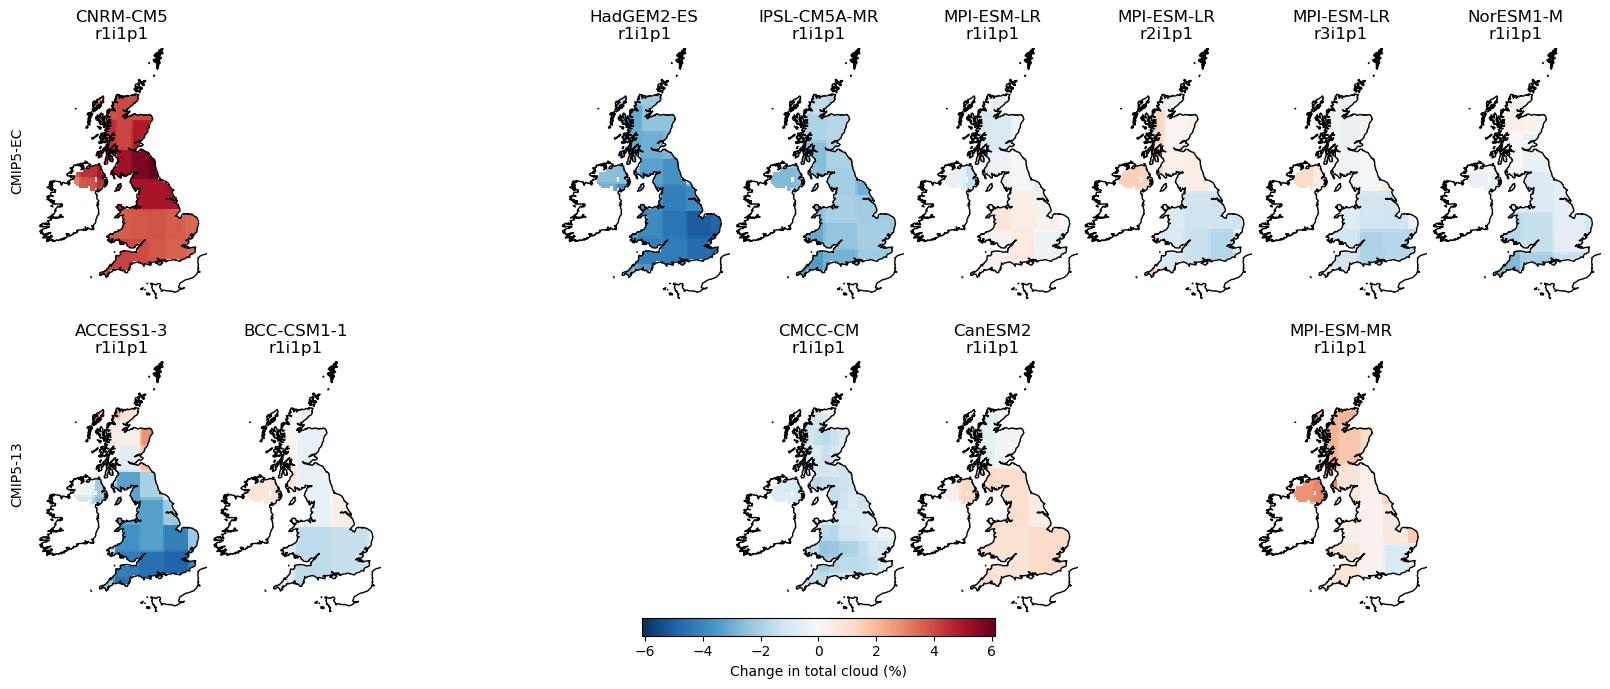 CNRM-CM5
r1i1p1
HadGEM2-ES
r1i1p1
IPSL-CM5A-MR
r1i1p1
MPI-ESM-LR
r1i1p1
MPI-ESM-LR
r2i1p1
MPI-ESM-LR
r3i1p1
NorESM1-M
r1i1p1
CMIP5-EC
ACCESS1-3
r1i1p1
BCC-CSM1-1
r1i1p1
CMCC-CM
r1i1p1
CanESM2
r1i1p1
MPI-ESM-MR
r1i1p1
CMIP5-13
−6 −4 −2 0 2 4 6
Change in total cloud (%)